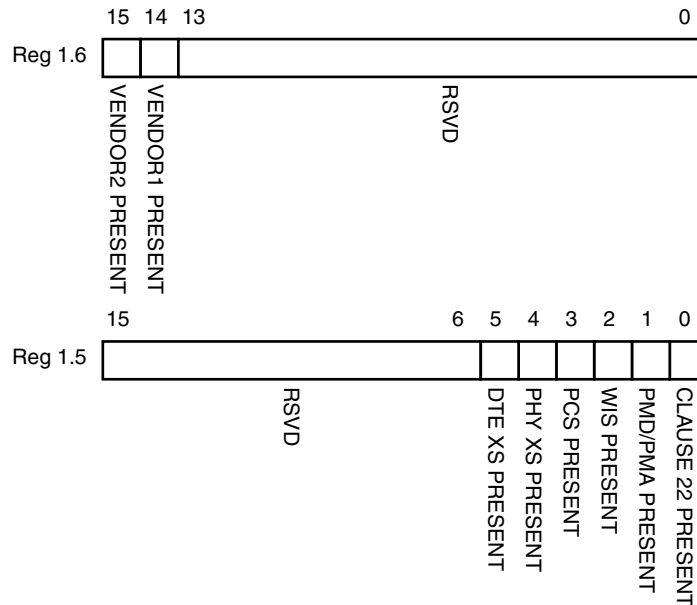 15 14 13 0
Reg 1.6
VENDOR2 PRESENT
VENDOR1 PRESENT
RSVD
15 6 5 4 3 2 1 0
Reg 1.5
RSVD
DTE XS PRESENT
PHY XS PRESENT
PCS PRESENT
WIS PRESENT
PMD/PMA PRESENT
CLAUSE 22 PRESENT